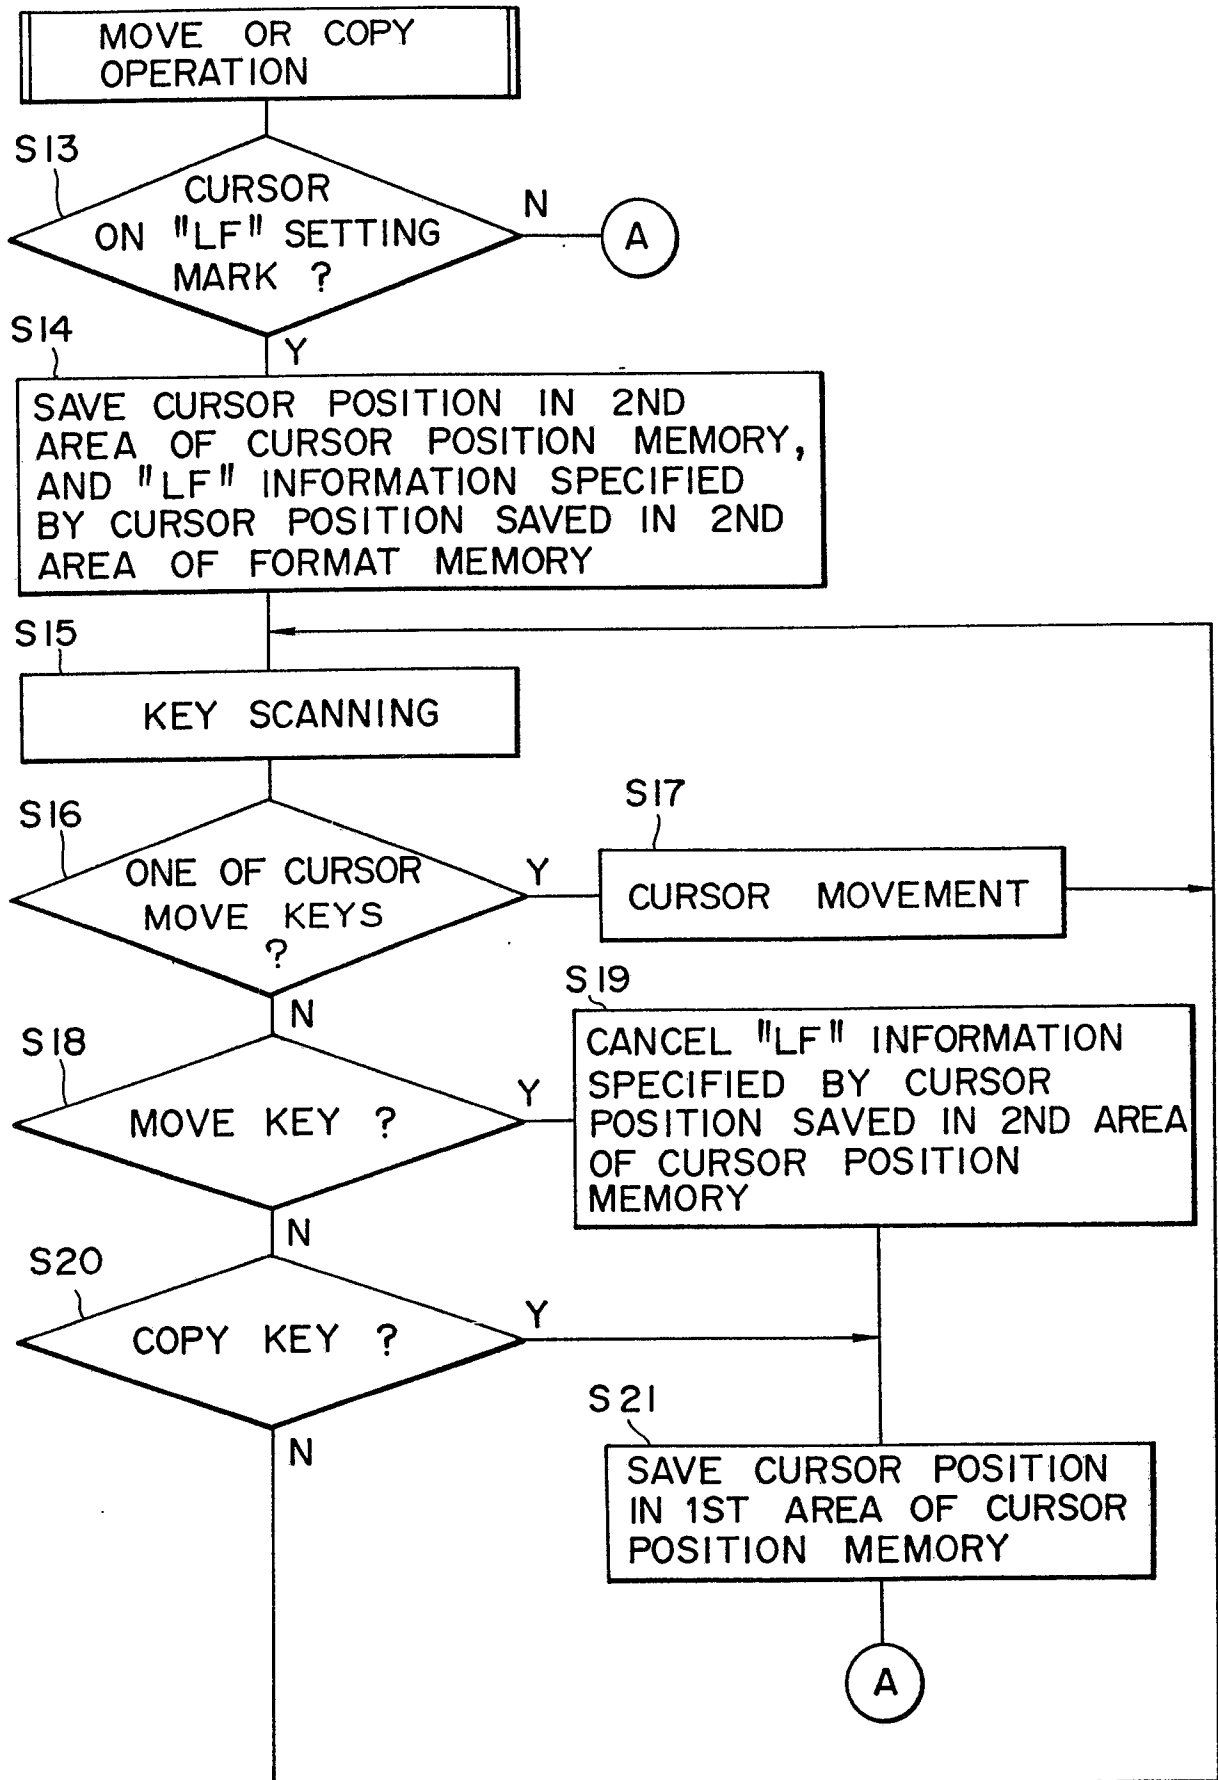 MOVE OR COPY
OPERATION
S13
CURSOR
ON "LF" SETTING
MARK ?
N
A
S14
Y
SAVE CURSOR POSITION IN 2ND
AREA OF CURSOR POSITION MEMORY,
AND "LF" INFORMATION SPECIFIED
BY CURSOR POSITION SAVED IN 2ND
AREA OF FORMAT MEMORY
S15
KEY SCANNING
S16
ONE OF CURSOR
MOVE KEYS
?
Y
S17
CURSOR MOVEMENT
N
S18
MOVE KEY ?
Y
S19
CANCEL "LF" INFORMATION
SPECIFIED BY CURSOR
POSITION SAVED IN 2ND AREA
OF CURSOR POSITION
MEMORY
N
S20
COPY KEY ?
Y
N
S21
SAVE CURSOR POSITION
IN 1ST AREA OF CURSOR
POSITION MEMORY
A